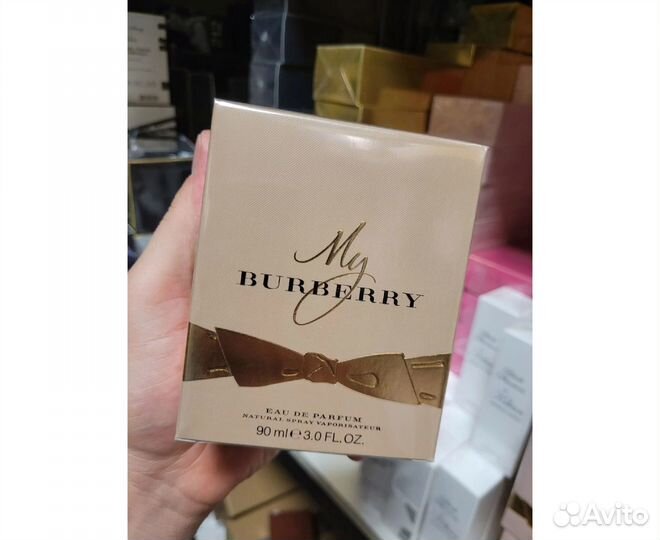 My
BURBERRY
EAU DE PARFUM
NATURAL SPRAY VAPORISATEUR
90 ml e 3.0 FL. OZ.
Avito